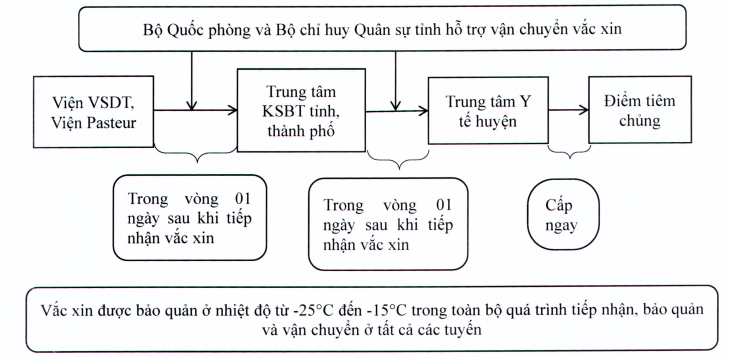 Bộ Quốc phòng và Bộ chỉ huy Quân sự tỉnh hỗ trợ vận chuyển vắc xin
Viện VSDT,
Viện Pasteur
Trung tâm
KSBT tỉnh,
thành phố
Trung tâm Y
tế huyện
Điểm tiêm
chủng
Trong vòng 01
ngày sau khi tiếp
nhận vắc xin
Trong vòng 01
ngày sau khi tiếp
nhận vắc xin
Cấp
ngay
Vắc xin được bảo quản ở nhiệt độ từ -25°C đến -15°C trong toàn bộ quá trình tiếp nhận, bảo quản
và vận chuyển ở tất cả các tuyến